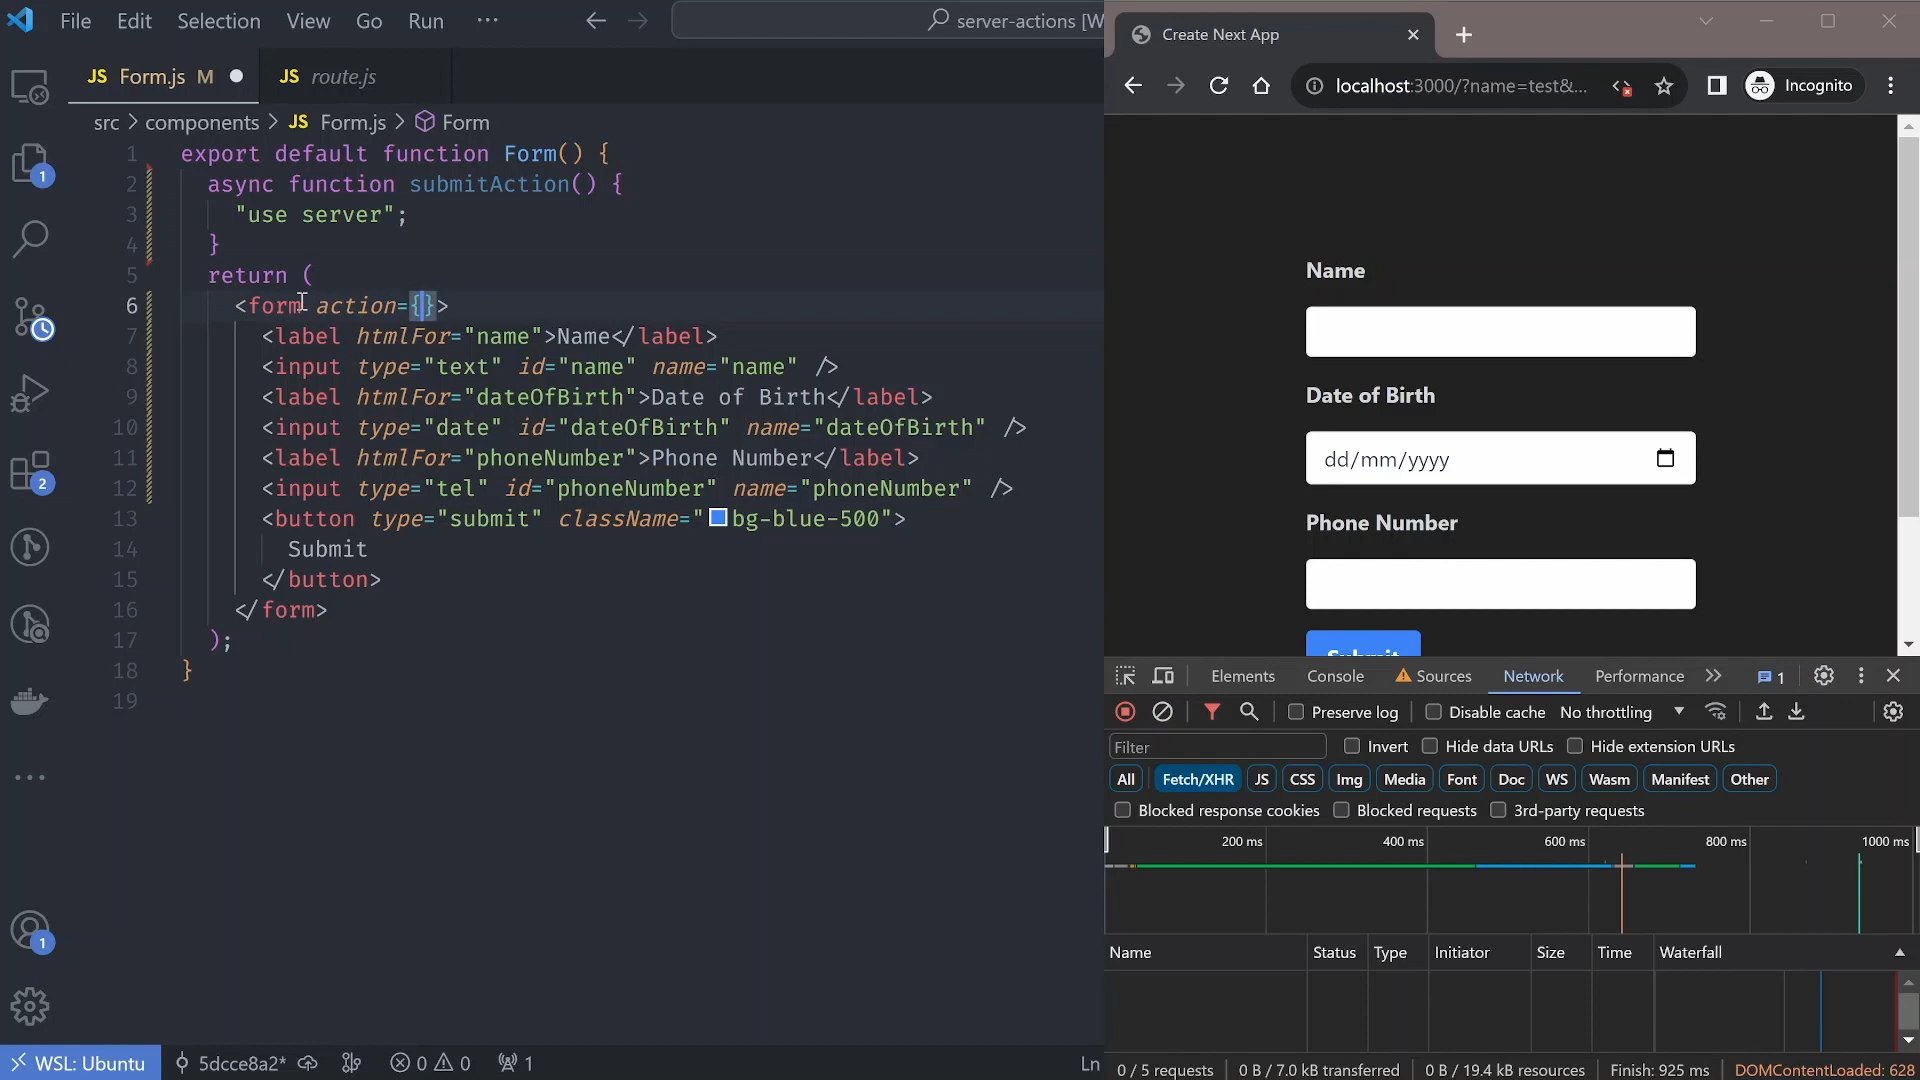 File Edit Selection View Go Run ···
server-actions [W
JS Form.js M
JS route.js
src > components > JS Form.js > Form
1 export default function Form() {
2 async function submitAction() {
3 "use server";
4 }
5 return (
6 <form action={}>
7 <label htmlFor="name">Name</label>
8 <input type="text" id="name" name="name" />
9 <label htmlFor="dateOfBirth">Date of Birth</label>
10 <input type="date" id="dateOfBirth" name="dateOfBirth" />
11 <label htmlFor="phoneNumber">Phone Number</label>
12 <input type="tel" id="phoneNumber" name="phoneNumber" />
13 <button type="submit" className="bg-blue-500">
14 Submit
15 </button>
16 </form>
17 );
18 }
19
1
2
1
WSL: Ubuntu 5dcce8a2* 0 0 1 Ln
Create Next App
localhost:3000/?name=test&... Incognito
Name
Date of Birth
dd/mm/yyyy
Phone Number
Submit
Elements Console Sources Network Performance 1
Preserve log Disable cache No throttling
Filter Invert Hide data URLs Hide extension URLs
All Fetch/XHR JS CSS Img Media Font Doc WS Wasm Manifest Other
Blocked response cookies Blocked requests 3rd-party requests
200 ms 400 ms 600 ms 800 ms 1000 ms
Name Status Type Initiator Size Time Waterfall
0 / 5 requests 0 B / 7.0 kB transferred 0 B / 19.4 kB resources Finish: 925 ms DOMContentLoaded: 628